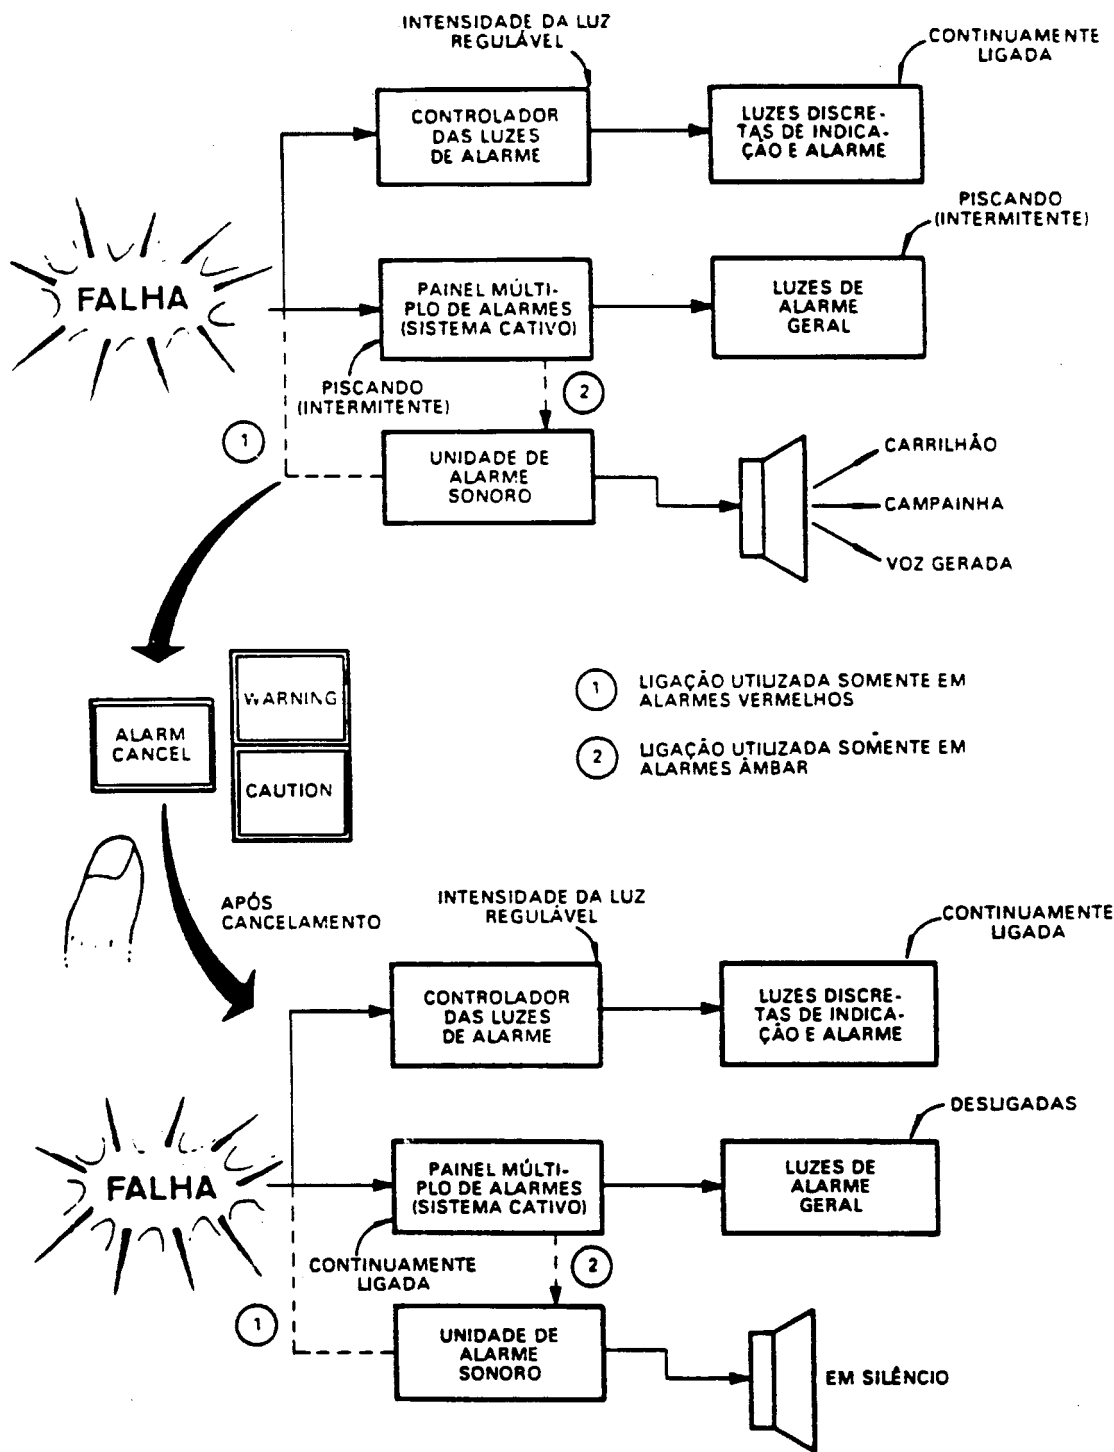 INTENSIDADE DA LUZ
REGULÁVEL
CONTINUAMENTE
LIGADA
CONTROLADOR
DAS LUZES
DE ALARME
LUZES DISCRE-
TAS DE INDICA-
ÇÃO E ALARME
PISCANDO
(INTERMITENTE)
FALHA
PAINEL MÚLTI-
PLO DE ALARMES
(SISTEMA CATIVO)
LUZES DE
ALARME
GERAL
PISCANDO
(INTERMITENTE)
2
1
UNIDADE DE
ALARME
SONORO
CARRILHÃO
CAMPAINHA
VOZ GERADA
ALARM
CANCEL
WARNING
CAUTION
1
LIGAÇÃO UTILIZADA SOMENTE EM
ALARMES VERMELHOS
2
LIGAÇÃO UTILIZADA SOMENTE EM
ALARMES ÂMBAR
APÓS
CANCELAMENTO
INTENSIDADE DA LUZ
REGULÁVEL
CONTINUAMENTE
LIGADA
CONTROLADOR
DAS LUZES
DE ALARME
LUZES DISCRE-
TAS DE INDICA-
ÇÃO E ALARME
DESLIGADAS
FALHA
PAINEL MÚLTI-
PLO DE ALARMES
(SISTEMA CATIVO)
LUZES DE
ALARME
GERAL
CONTINUAMENTE
LIGADA
2
1
UNIDADE DE
ALARME
SONORO
EM SILÊNCIO